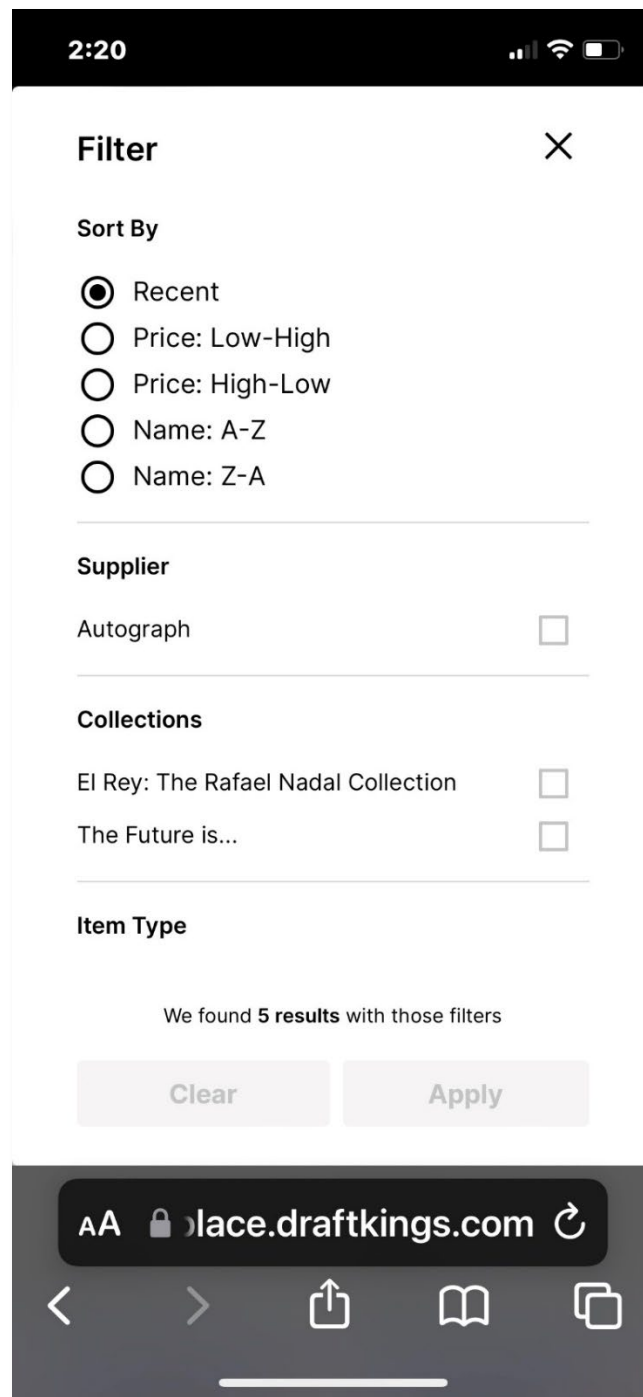 2:20
Filter
Sort By
Recent
Price: Low-High
Price: High-Low
Name: A-Z
Name: Z-A
Supplier
Autograph
Collections
El Rey: The Rafael Nadal Collection
The Future is...
Item Type
We found 5 results with those filters
Clear Apply
AA lace.draftkings.com